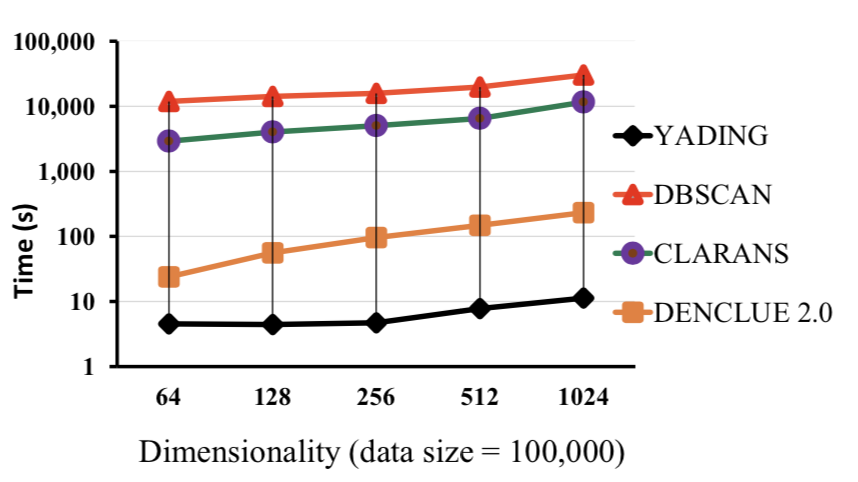 100,000
10,000
1,000
100
10
1
Time (s)
64 128 256 512 1024
Dimensionality (data size = 100,000)
YADING
DBSCAN
CLARANS
DENCLUE 2.0